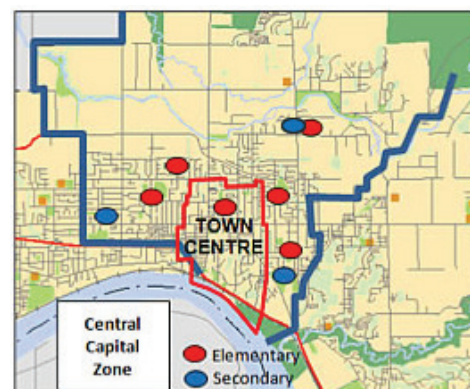 TOWN
CENTRE
Central
Capital
Zone
Elementary
Secondary